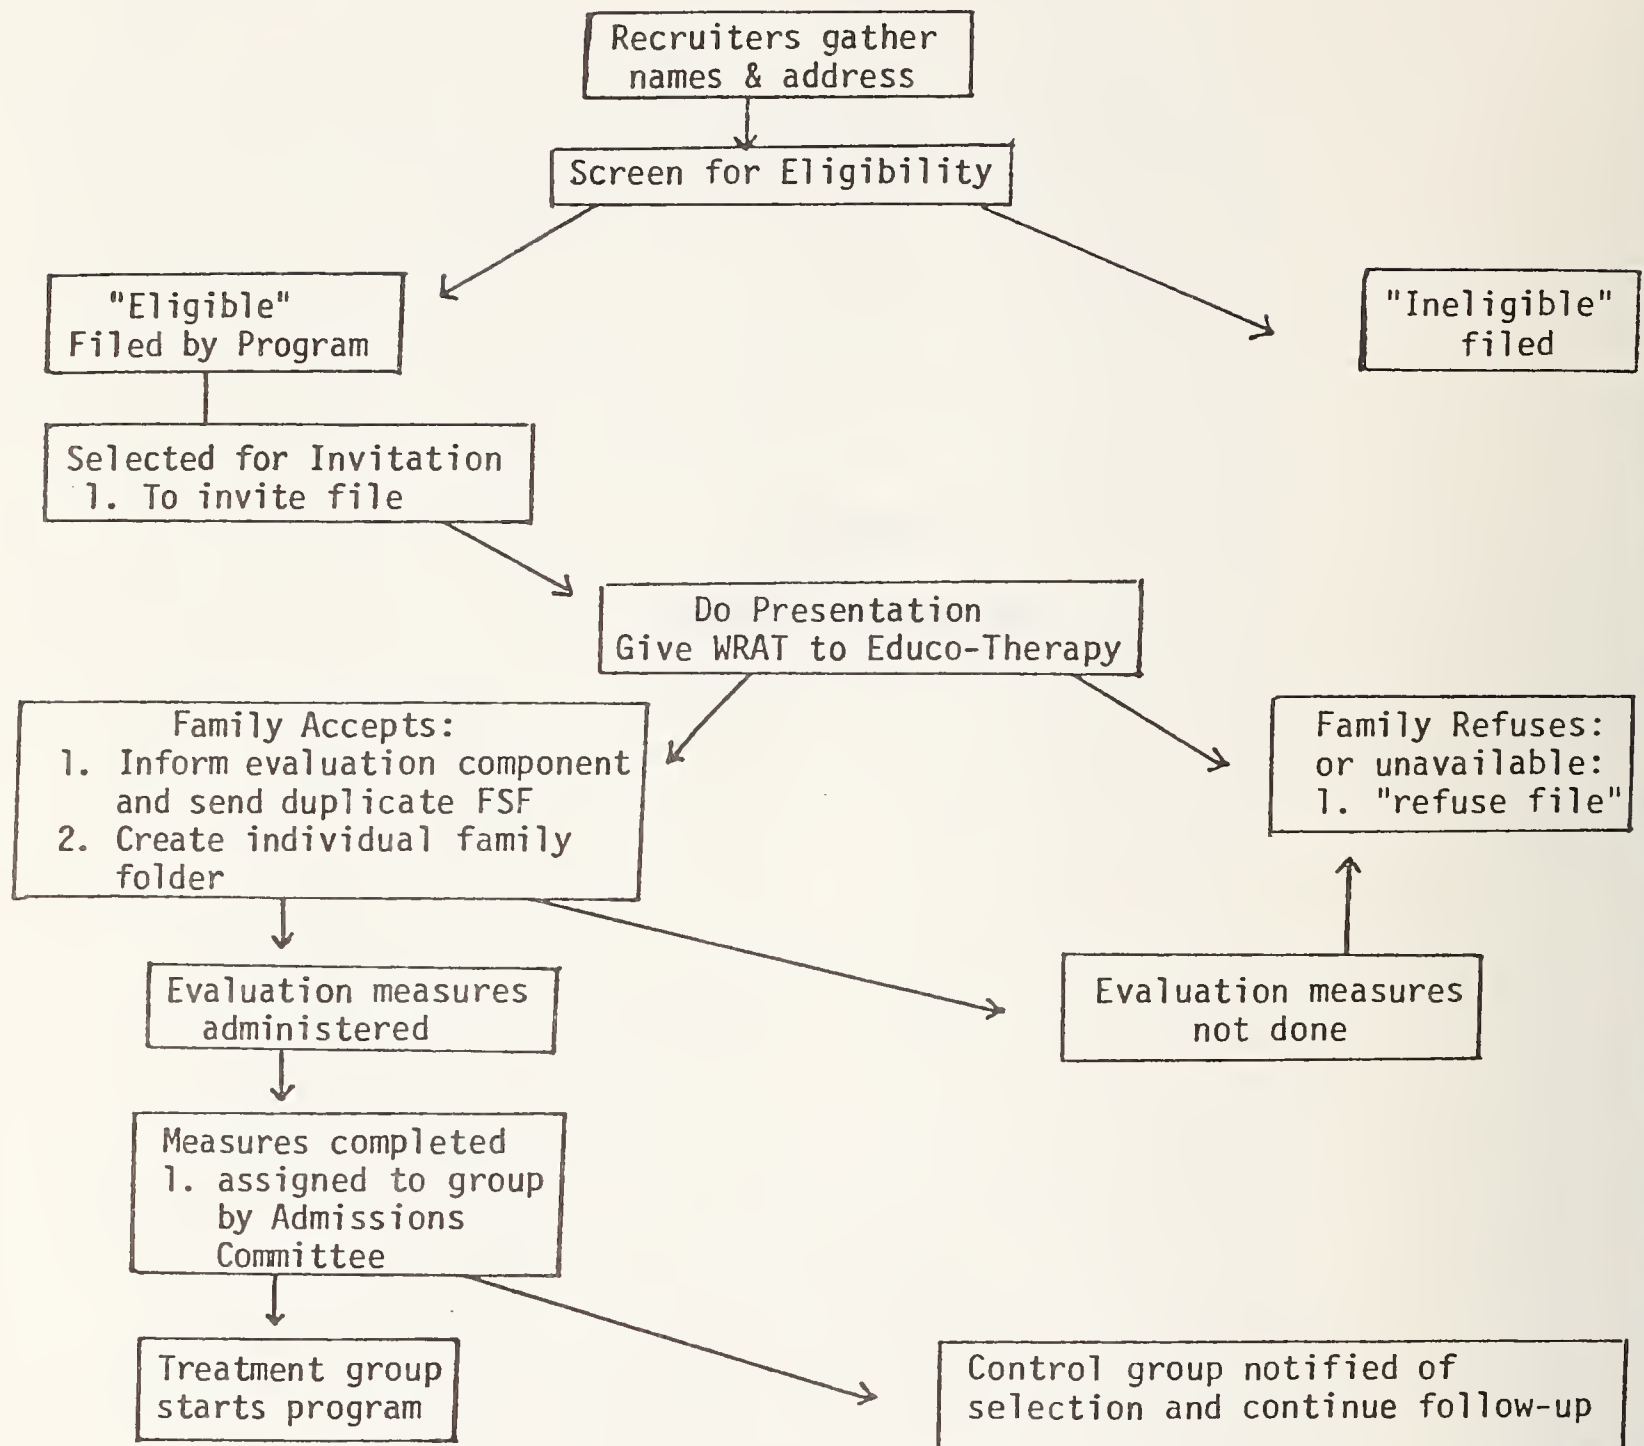 Recruiters gather
names & address
Screen for Eligibility
"Eligible"
Filed by Program
"Ineligible"
filed
Selected for Invitation
1. To invite file
Do Presentation
Give WRAT to Educo-Therapy
Family Accepts:
1. Inform evaluation component
and send duplicate FSF
2. Create individual family
folder
Family Refuses:
or unavailable:
1. "refuse file"
Evaluation measures
administered
Evaluation measures
not done
Measures completed
1. assigned to group
by Admissions
Committee
Treatment group
starts program
Control group notified of
selection and continue follow-up